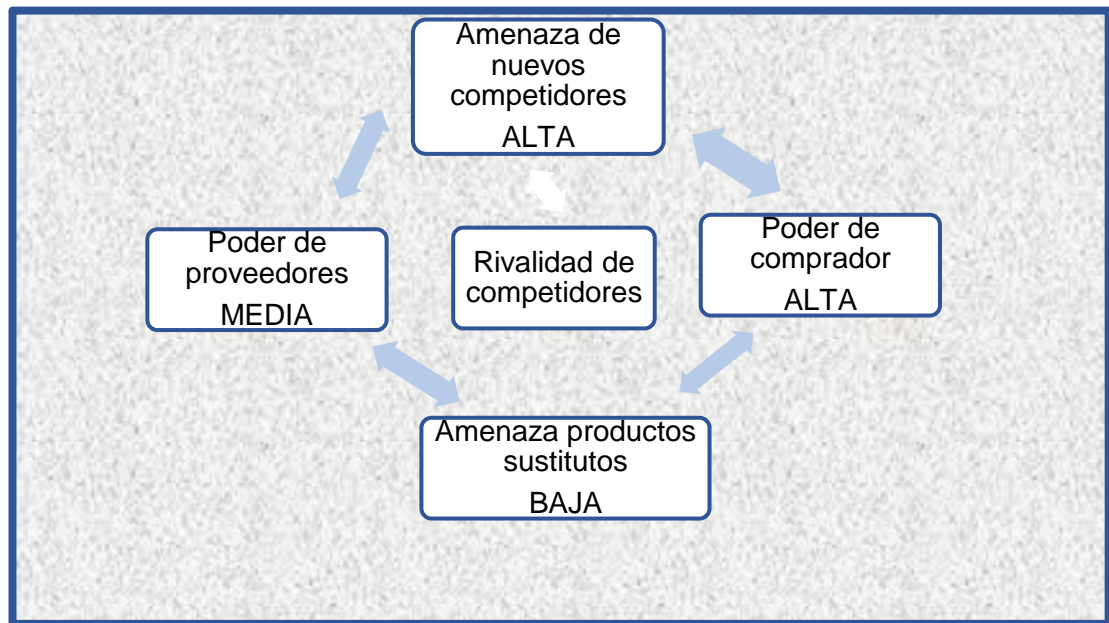 Amenaza de
nuevos
competidores
ALTA
Poder de
proveedores
MEDIA
Rivalidad de
competidores
Poder de
comprador
ALTA
Amenaza productos
sustitutos
BAJA